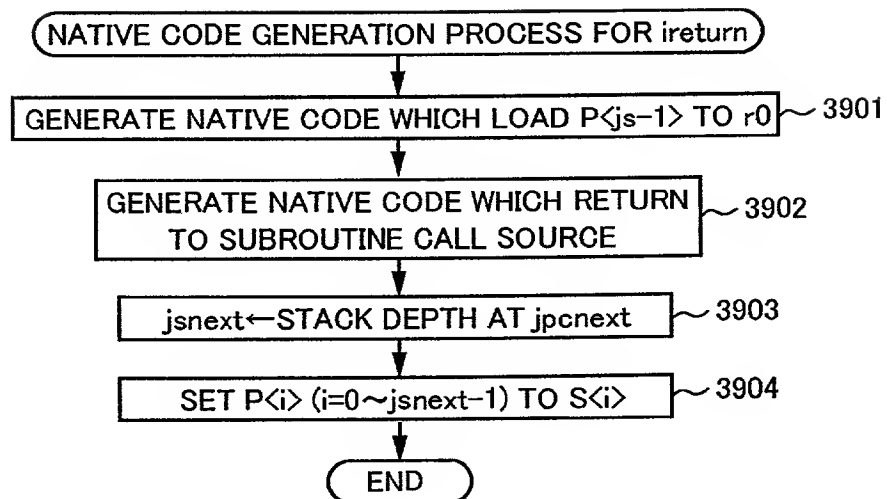 NATIVE CODE GENERATION PROCESS FOR ireturn
GENERATE NATIVE CODE WHICH LOAD P<js-1> TO r0
3901
GENERATE NATIVE CODE WHICH RETURN
TO SUBROUTINE CALL SOURCE
3902
jsnext←STACK DEPTH AT jpcnext
3903
SET P<i> (i=0~jsnext-1) TO S<i>
3904
END